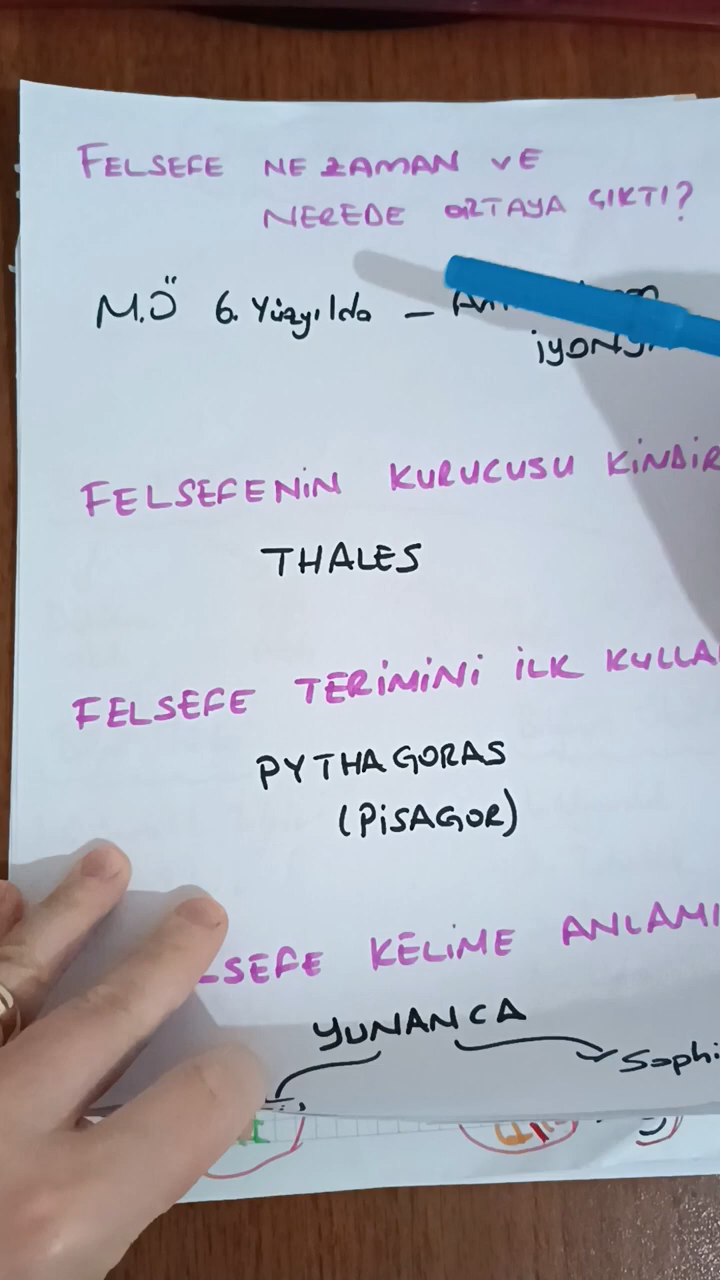 FELSEFE NE ZAMAN VE
NEREDE ORTAYA ÇIKTI?
M.Ö 6. Yüzyılda –
FELSEFENİN KURUCUSU KİMDİR
THALES
FELSEFE TERİMİNİ İLK KULLA
PYTHAGORAS
(PİSAGOR)
LSEFE KELİME ANLAMI
YUNANCA
Sophi